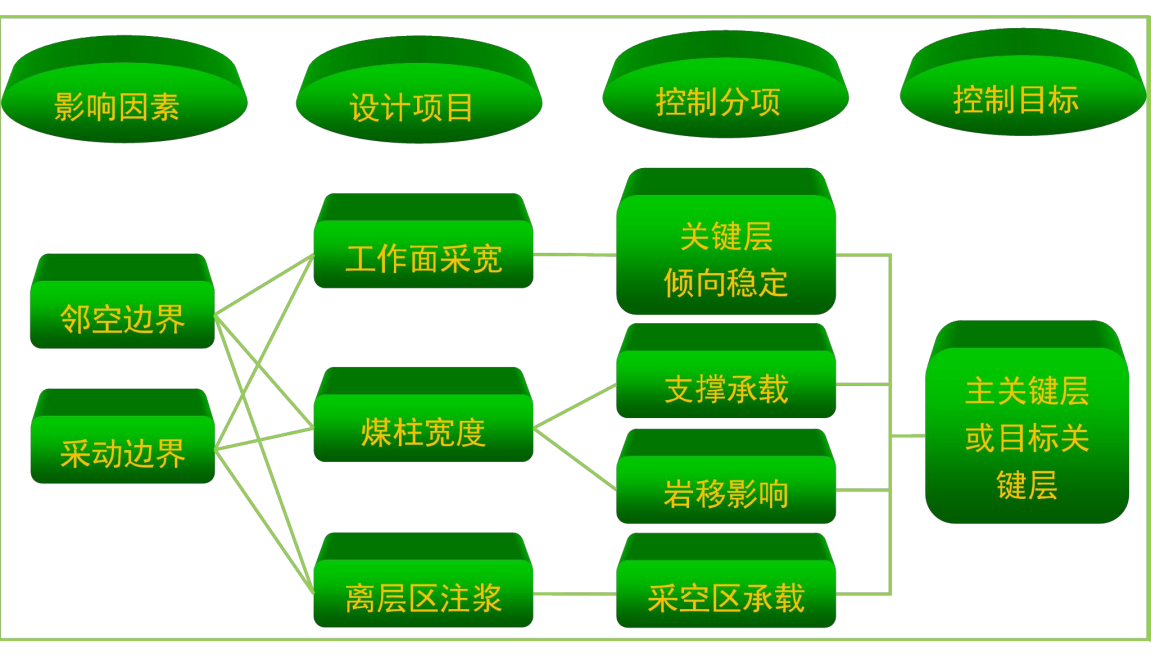 影响因素
设计项目
控制分项
控制目标
邻空边界
采动边界
工作面采宽
煤柱宽度
离层区注浆
关键层
倾向稳定
支撑承载
岩移影响
采空区承载
主关键层
或目标关
键层